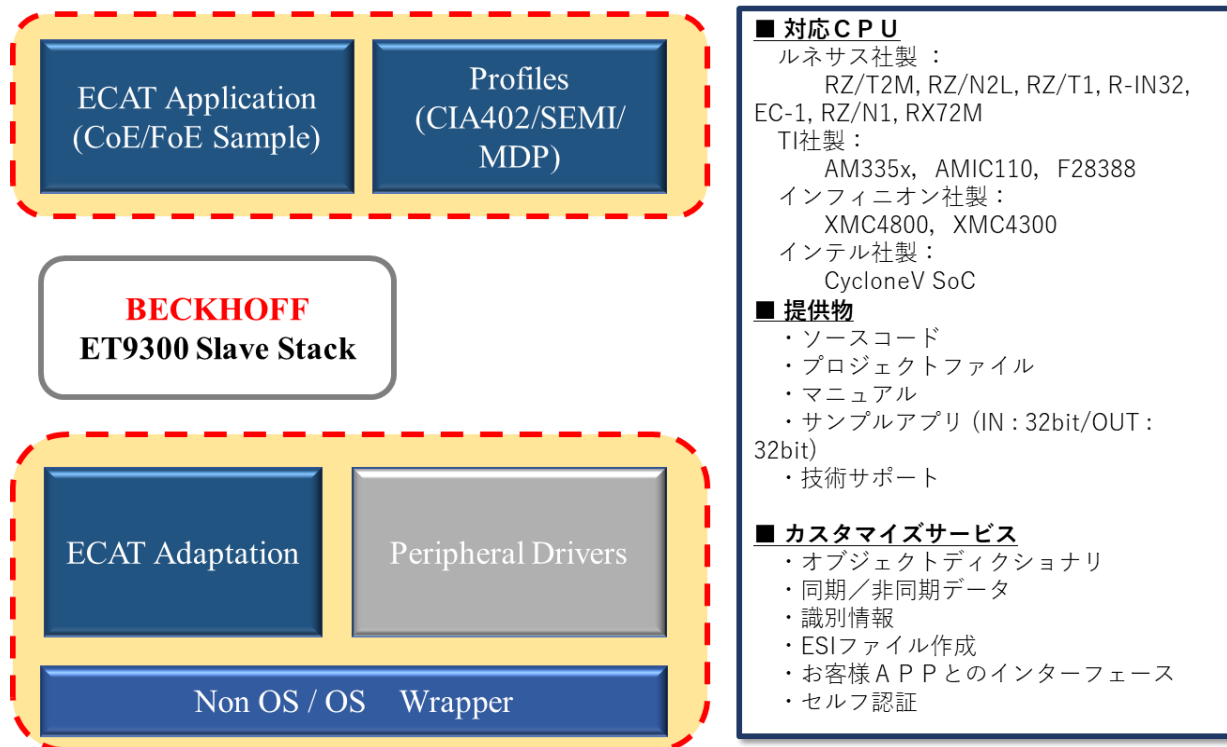 ECAT Application
(CoE/FoE Sample)
Profiles
(CIA402/SEMI/
MDP)
BECKHOFF
ET9300 Slave Stack
ECAT Adaptation
Peripheral Drivers
Non OS / OS　Wrapper
■ 対応ＣＰＵ
ルネサス社製：
RZ/T2M, RZ/N2L, RZ/T1, R-IN32,
EC-1, RZ/N1, RX72M
TI社製：
AM335x，AMIC110，F28388
インフィニオン社製：
XMC4800，XMC4300
インテル社製：
CycloneV SoC
■ 提供物
・ソースコード
・プロジェクトファイル
・マニュアル
・サンプルアプリ (IN：32bit/OUT：
32bit)
・技術サポート
■ カスタマイズサービス
・オブジェクトディクショナリ
・同期／非同期データ
・識別情報
・ESIファイル作成
・お客様ＡＰＰとのインターフェース
・セルフ認証